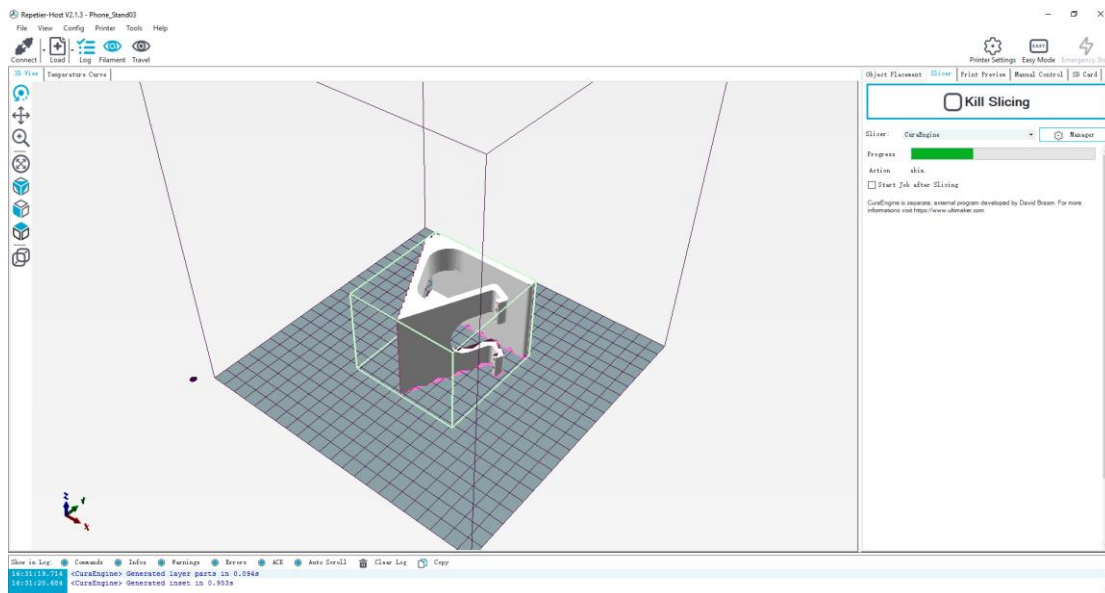 Repetier-Host V2.1.3 - Phone_Stand03
File View Config Printer Tools Help
Connect Load Log Filament Travel Printer Settings Easy Mode Emergency St
EASY
3D View Temperature Curve Object Placement Slicer Print Preview Manual Control SD Card
Kill Slicing
Slicer: CuraEngine Manager
Progress
Action skin
Start Job after Slicing
CuraEngine is separate, external program developed by David Braam. For more
informations visit https://www.ultimaker.com
Z Y
X
Show in Log: Commands Infos Warnings Errors ACK Auto Scroll Clear Log Copy
16:31:19.714 <CuraEngine> Generated layer parts in 0.094s
16:31:20.684 <CuraEngine> Generated inset in 0.953s